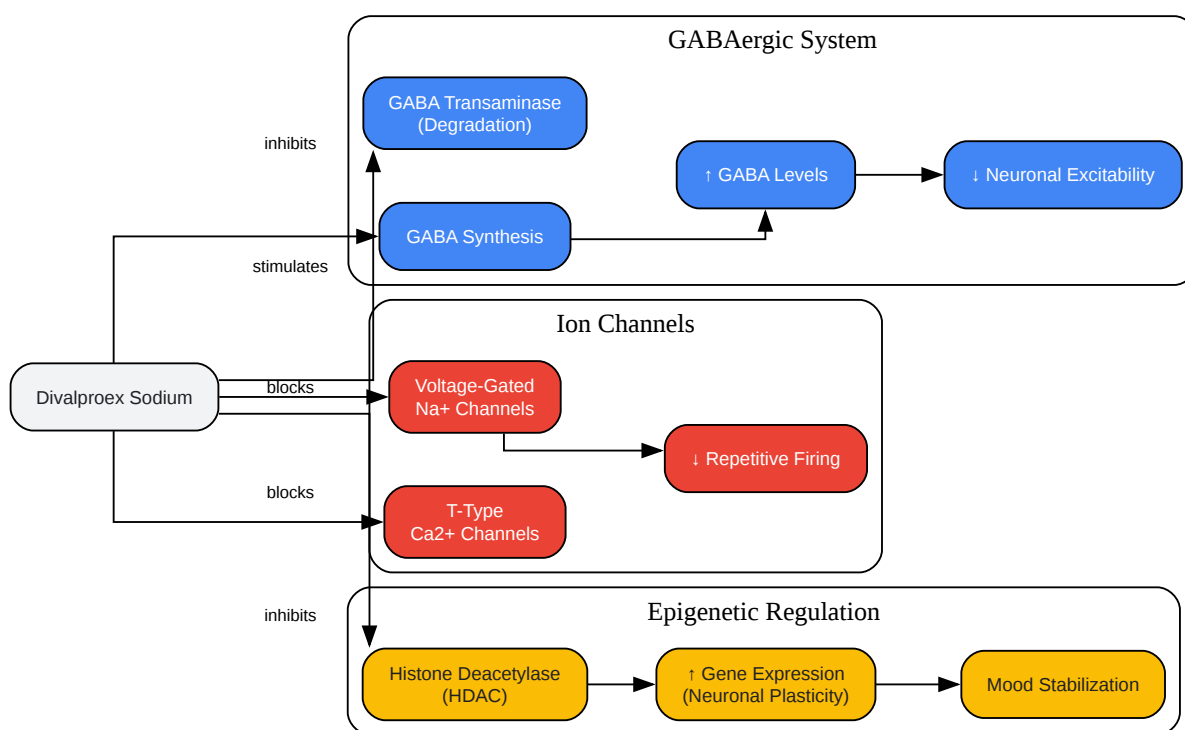 GABAergic System
GABA Transaminase
(Degradation)
inhibits
↑ GABA Levels
↓ Neuronal Excitability
GABA Synthesis
stimulates
Ion Channels
Divalproex Sodium
blocks
Voltage-Gated
Na+ Channels
↓ Repetitive Firing
blocks
T-Type
Ca2+ Channels
inhibits
Epigenetic Regulation
Histone Deacetylase
(HDAC)
↑ Gene Expression
(Neuronal Plasticity)
Mood Stabilization